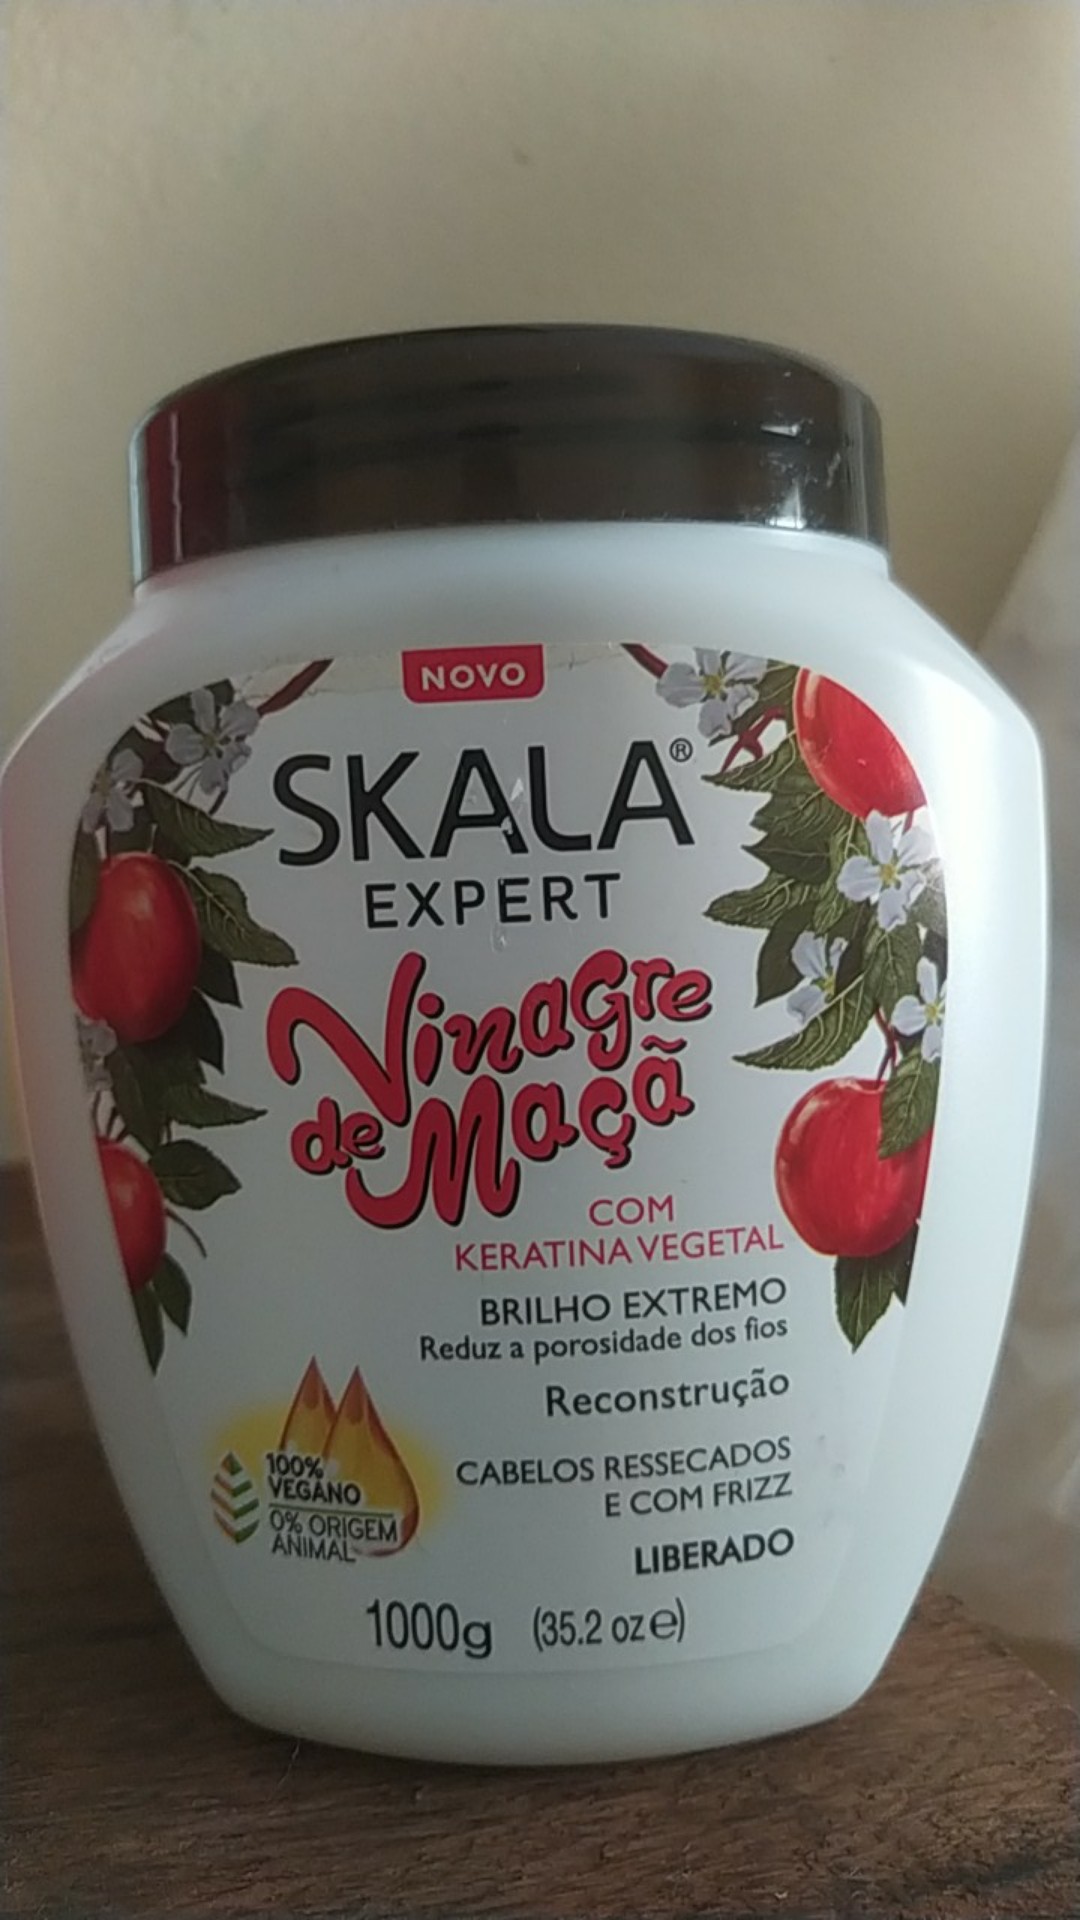 NOVO
SKALA®
EXPERT
Vinagre
de Maçã
COM
KERATINA VEGETAL
BRILHO EXTREMO
Reduz a porosidade dos fios
Reconstrução
CABELOS RESSECADOS
E COM FRIZZ
LIBERADO
100%
VEGANO
0% ORIGEM
ANIMAL
1000g (35.2 oz e)